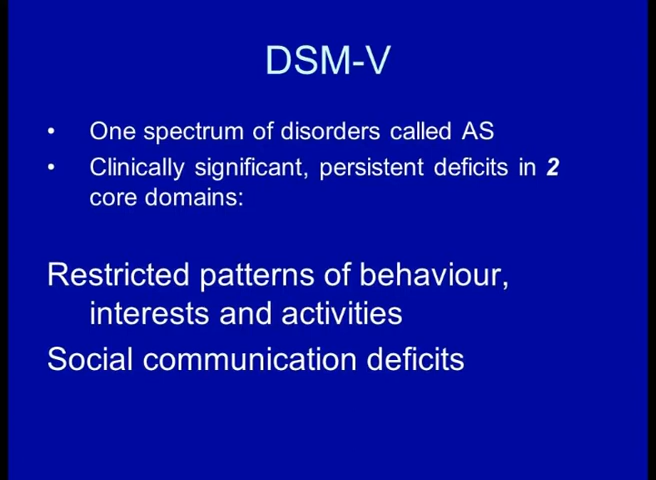 DSM-V
• One spectrum of disorders called AS
• Clinically significant, persistent deficits in 2
core domains:
Restricted patterns of behaviour,
interests and activities
Social communication deficits